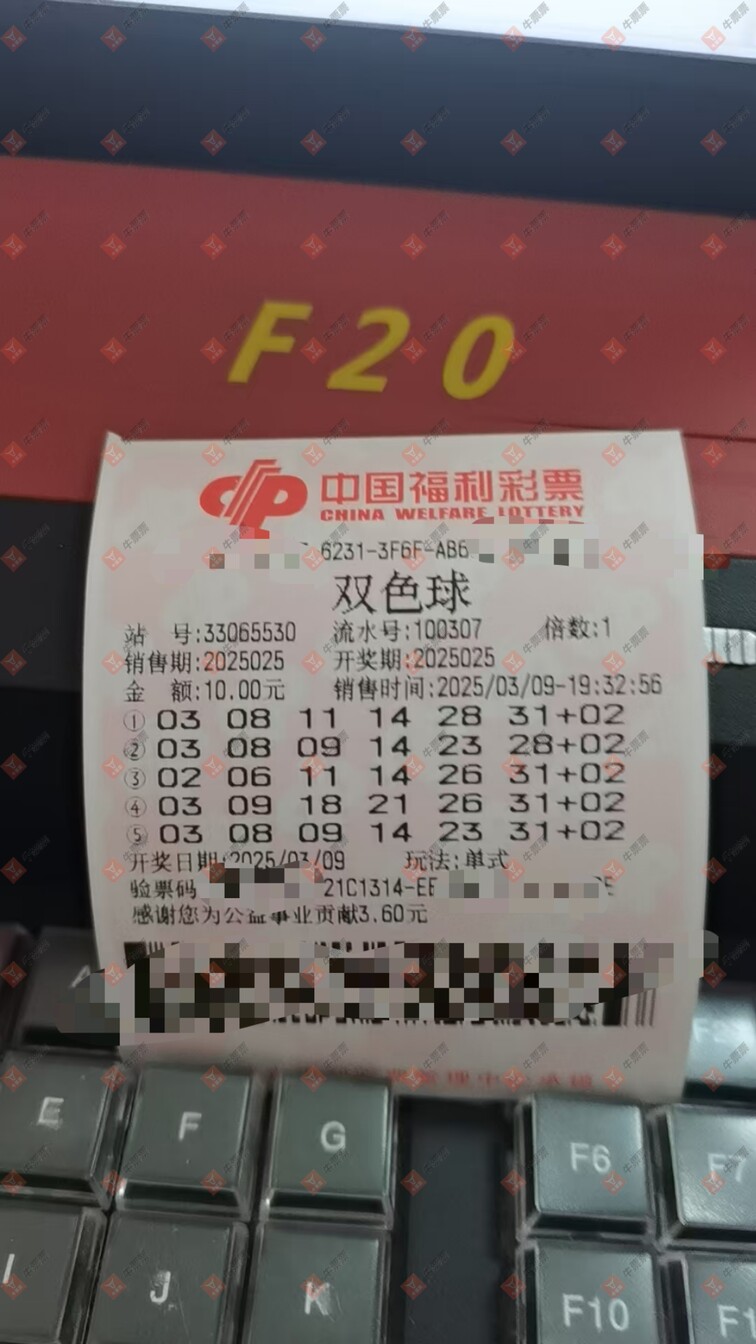 F20
中国福利彩票
CHINA WELFARE LOTTERY
6231-3F6F-AB6
双色球
站 号:33065530 流水号:100307 倍数:1
销售期:2025025 开奖期:2025025
金 额:10.00元 销售时间:2025/03/09-19:32:56
① 03 08 11 14 28 31+02
② 03 08 09 14 23 28+02
③ 02 06 11 14 26 31+02
④ 03 09 18 21 26 31+02
⑤ 03 08 09 14 23 31+02
开奖日期:2025/03/09 玩法:单式
验票码 21C1314-EE
感谢您为公益事业贡献3.60元
A
E F G F6 F7
I J K F10
牛票票